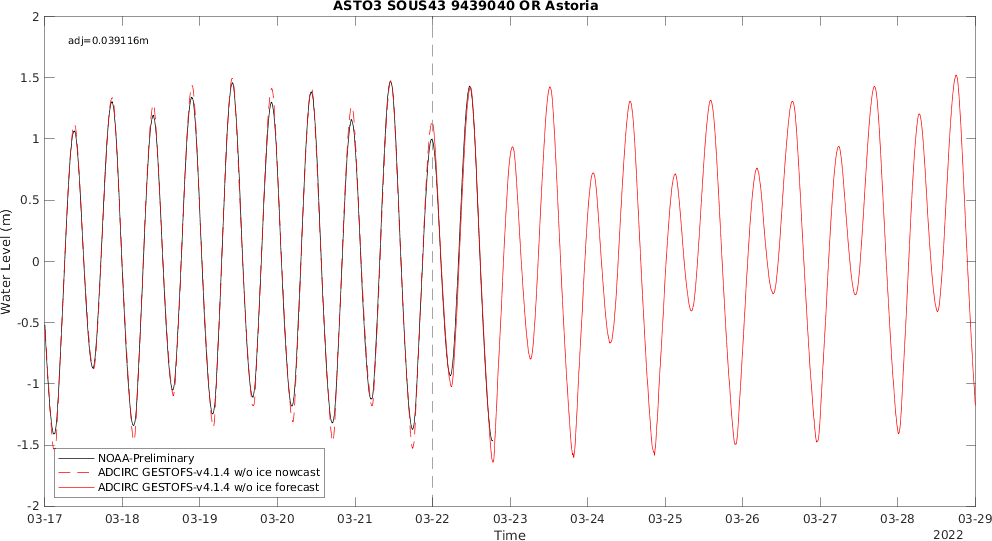 ASTO3 SOUS43 9439040 OR Astoria
adj=0.039116m
Water Level (m)
2
1.5
1
0.5
0
-0.5
-1
-1.5
-2
NOAA-Preliminary
ADCIRC GESTOFS-v4.1.4 w/o ice nowcast
ADCIRC GESTOFS-v4.1.4 w/o ice forecast
03-17 03-18 03-19 03-20 03-21 03-22 03-23 03-24 03-25 03-26 03-27 03-28 03-29
Time
2022